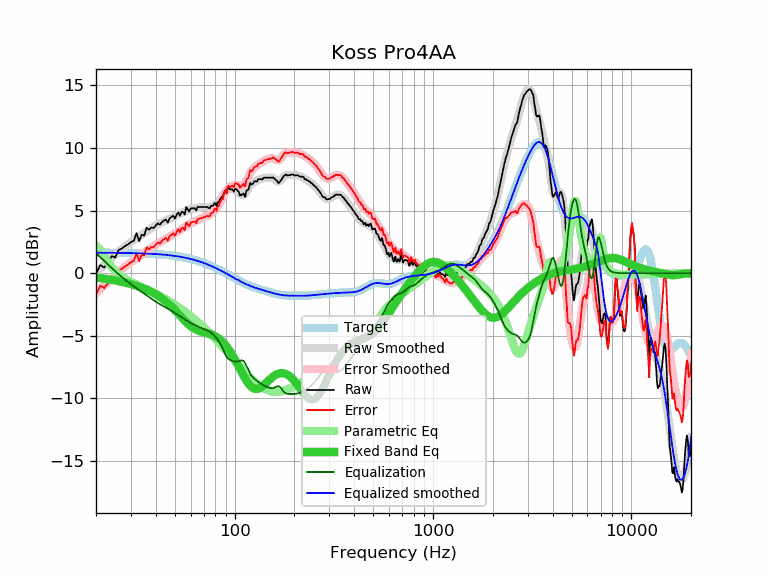 Koss Pro4AA
15
10
5
0
−5
−10
−15
Amplitude (dBr)
Target
Raw Smoothed
Error Smoothed
Raw
Error
Parametric Eq
Fixed Band Eq
Equalization
Equalized smoothed
100
1000
10000
Frequency (Hz)